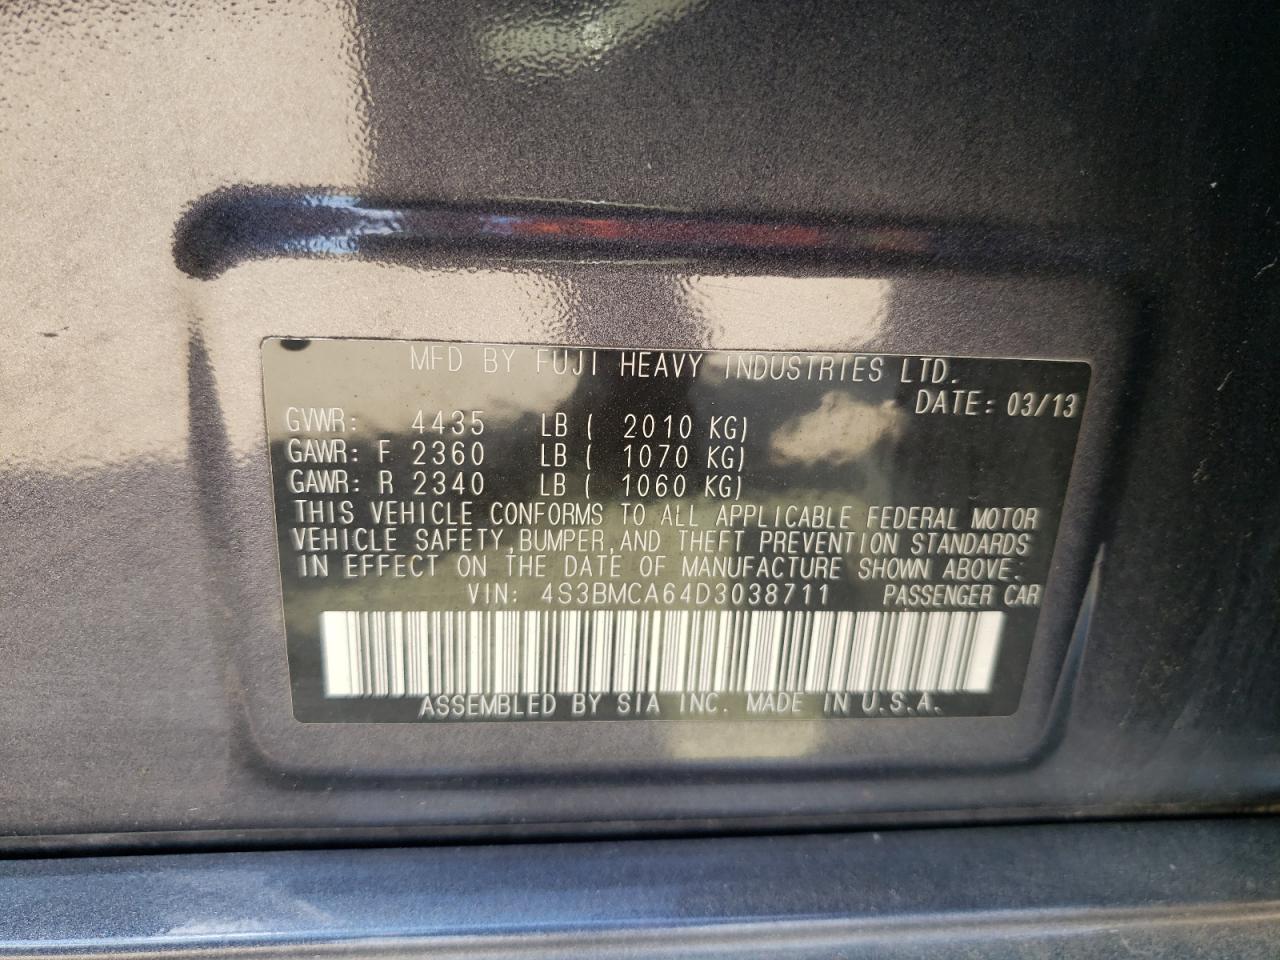 MFD BY FUJI HEAVY INDUSTRIES LTD.
DATE: 03/13
GVWR: 4435 LB ( 2010 KG)
GAWR: F 2360 LB ( 1070 KG)
GAWR: R 2340 LB ( 1060 KG)
THIS VEHICLE CONFORMS TO ALL APPLICABLE FEDERAL MOTOR
VEHICLE SAFETY, BUMPER, AND THEFT PREVENTION STANDARDS
IN EFFECT ON THE DATE OF MANUFACTURE SHOWN ABOVE.
VIN: 4S3BMCA64D3038711 PASSENGER CAR
ASSEMBLED BY SIA INC. MADE IN U.S.A.